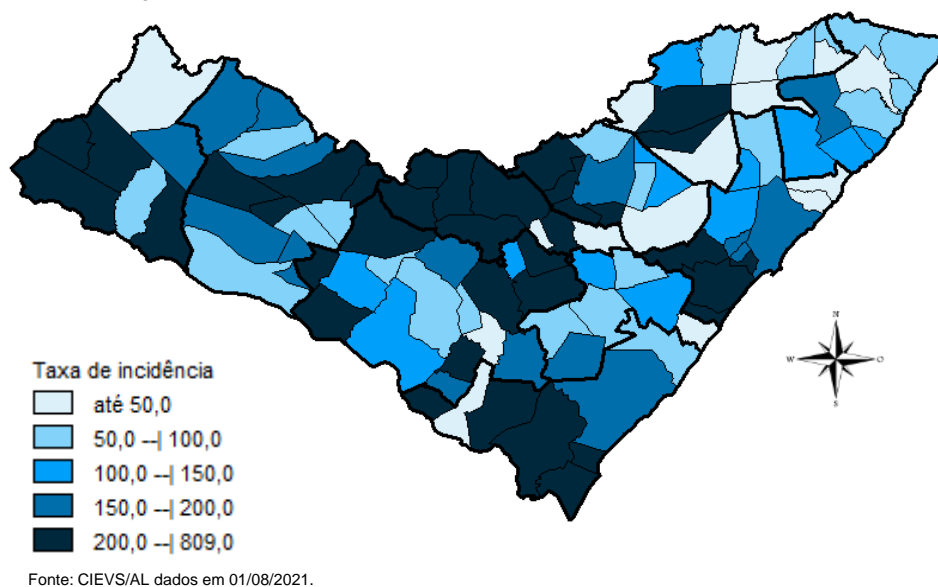 N
W
O
S
Taxa de incidência
até 50,0
50,0 --| 100,0
100,0 --| 150,0
150,0 --| 200,0
200,0 --| 809,0
Fonte: CIEVS/AL dados em 01/08/2021.